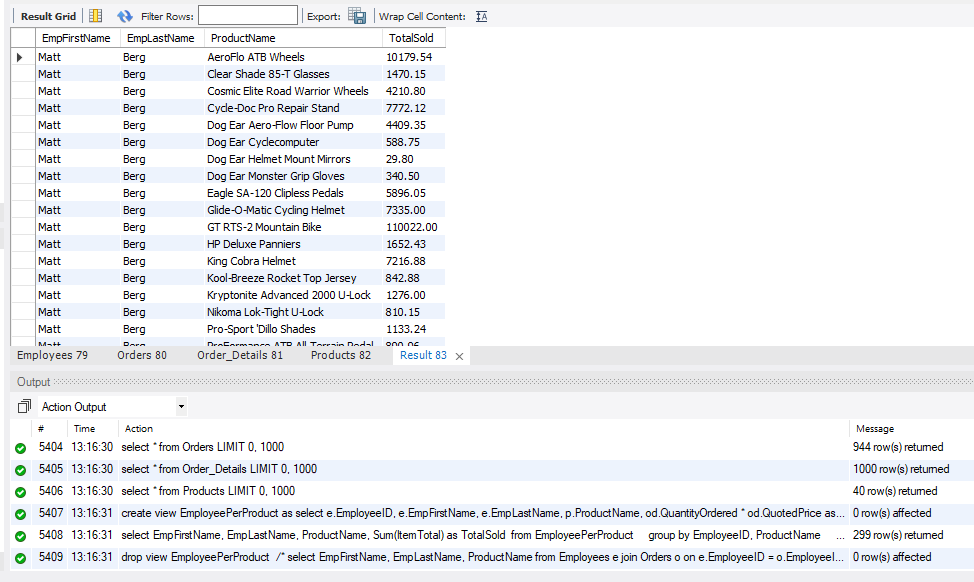 Result Grid Filter Rows: Export: Wrap Cell Content: IA
EmpFirstName EmpLastName ProductName TotalSold
Matt Berg AeroFlo ATB Wheels 10179.54
Matt Berg Clear Shade 85-T Glasses 1470.15
Matt Berg Cosmic Elite Road Warrior Wheels 4210.80
Matt Berg Cycle-Doc Pro Repair Stand 7772.12
Matt Berg Dog Ear Aero-Flow Floor Pump 4409.35
Matt Berg Dog Ear Cyclecomputer 588.75
Matt Berg Dog Ear Helmet Mount Mirrors 29.80
Matt Berg Dog Ear Monster Grip Gloves 340.50
Matt Berg Eagle SA-120 Clipless Pedals 5896.05
Matt Berg Glide-O-Matic Cycling Helmet 7335.00
Matt Berg GT RTS-2 Mountain Bike 110022.00
Matt Berg HP Deluxe Panniers 1652.43
Matt Berg King Cobra Helmet 7216.88
Matt Berg Kool-Breeze Rocket Top Jersey 842.88
Matt Berg Kryptonite Advanced 2000 U-Lock 1276.00
Matt Berg Nikoma Lok-Tight U-Lock 810.15
Matt Berg Pro-Sport 'Dillo Shades 1133.24
Matt Berg ProFormance ATB All-Terrain Pedal
Employees 79 Orders 80 Order_Details 81 Products 82 Result 83
Output
Action Output
# Time Action Message
5404 13:16:30 select * from Orders LIMIT 0, 1000 944 row(s) returned
5405 13:16:30 select * from Order_Details LIMIT 0, 1000 1000 row(s) returned
5406 13:16:30 select * from Products LIMIT 0, 1000 40 row(s) returned
5407 13:16:31 create view EmployeePerProduct as select e.EmployeeID, e.EmpFirstName, e.EmpLastName, p.ProductName, od.QuantityOrdered * od.QuotedPrice as... 0 row(s) affected
5408 13:16:31 select EmpFirstName, EmpLastName, ProductName, Sum(ItemTotal) as TotalSold from EmployeePerProduct group by EmployeeID, ProductName ... 299 row(s) returned
5409 13:16:31 drop view EmployeePerProduct /* select EmpFirstName, EmpLastName, ProductName from Employees e join Orders o on e.EmployeeID = o.EmployeeI... 0 row(s) affected